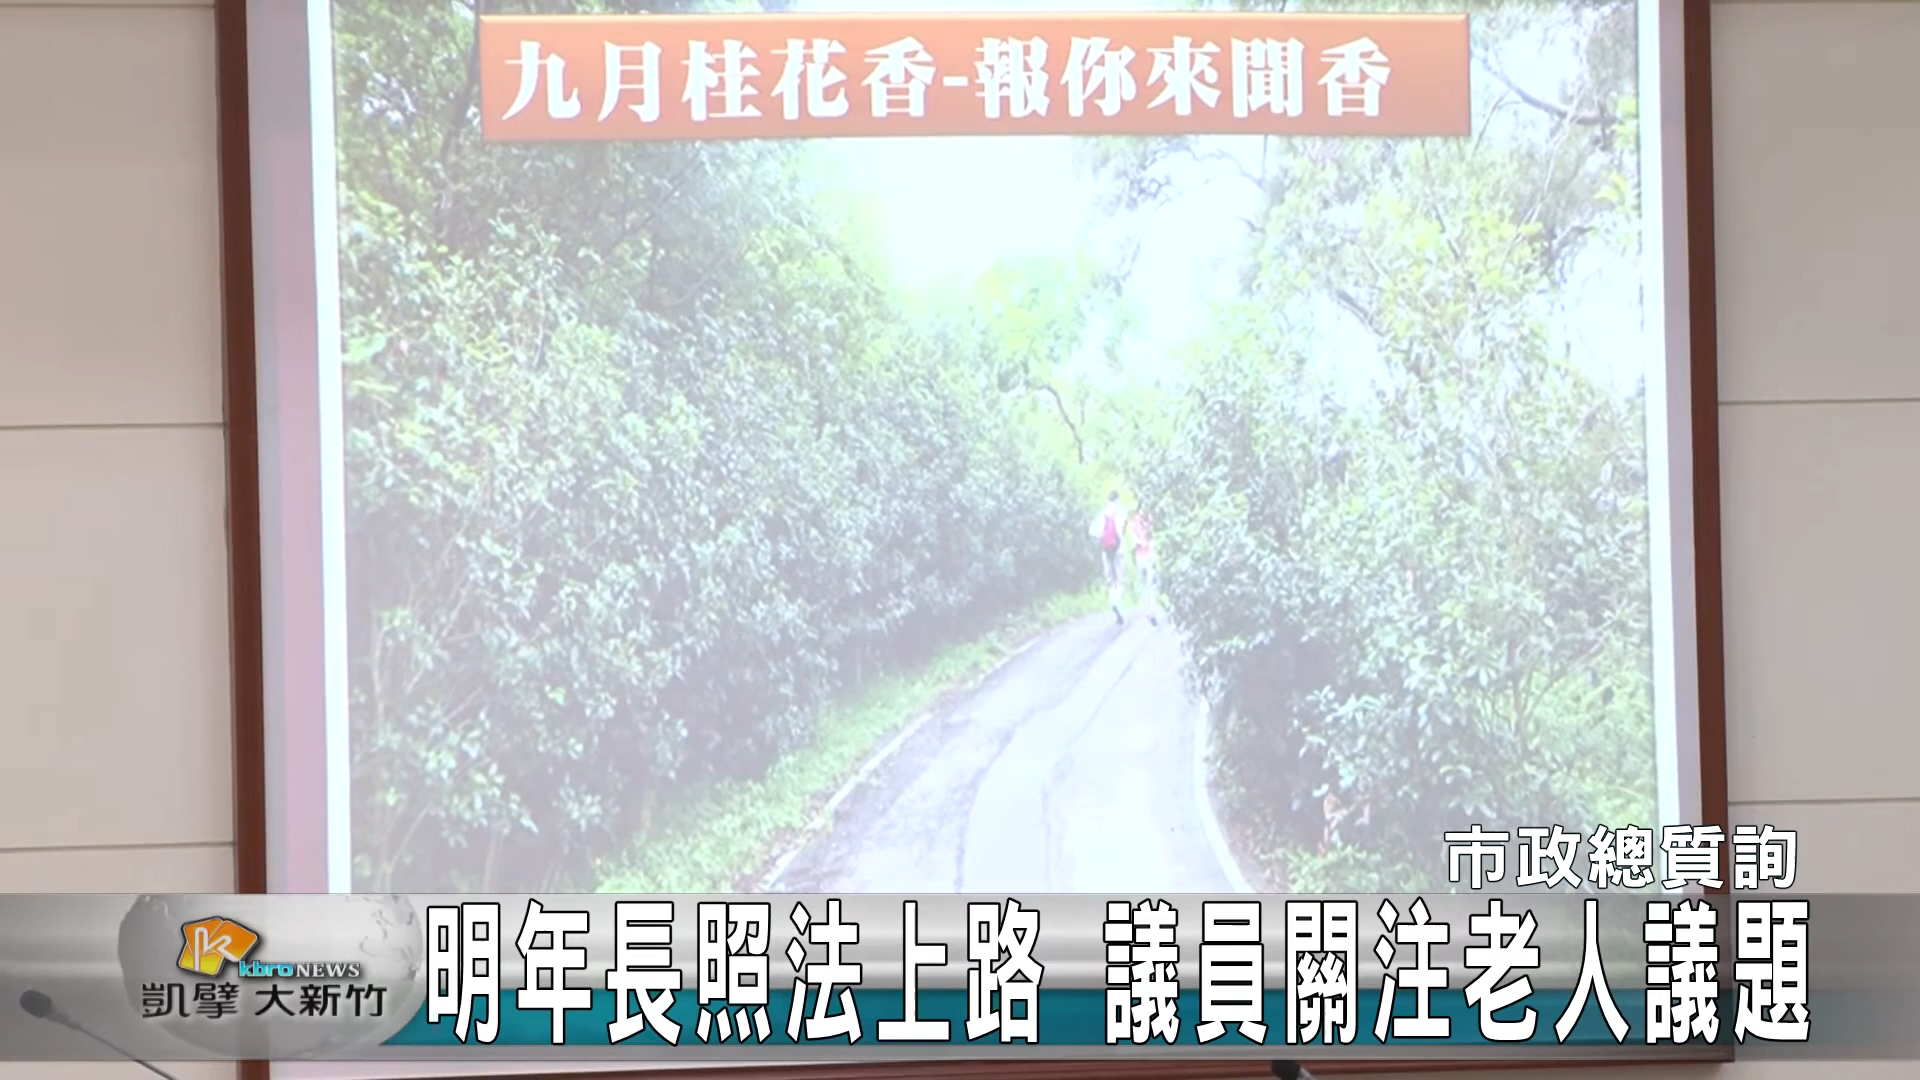 九月桂花香-報你來聞香
市政總質詢
明年長照法上路 議員關注老人議題
K
kbro NEWS
凱擘 大新竹